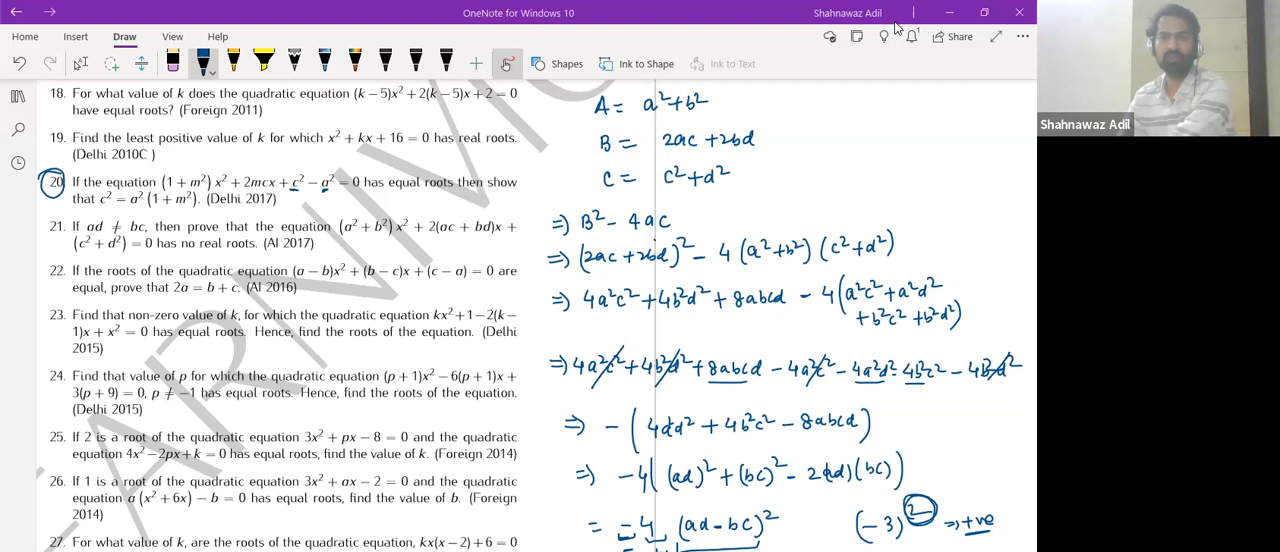 OneNote for Windows 10
Shahnawaz Adil
Home Insert Draw View Help
Share
Shapes Ink to Shape Ink to Text
18. For what value of k does the quadratic equation (k − 5)x² + 2(k − 5)x + 2 = 0
have equal roots? (Foreign 2011)
19. Find the least positive value of k for which x² + kx + 16 = 0 has real roots.
(Delhi 2010C )
20. If the equation (1 + m²) x² + 2mcx + c² − a² = 0 has equal roots then show
that c² = a² (1 + m²). (Delhi 2017)
21. If ad ≠ bc, then prove that the equation (a² + b²) x² + 2(ac + bd)x +
(c² + d²) = 0 has no real roots. (AI 2017)
22. If the roots of the quadratic equation (a − b)x² + (b − c)x + (c − a) = 0 are
equal, prove that 2a = b + c. (AI 2016)
23. Find that non-zero value of k, for which the quadratic equation kx² + 1 − 2(k −
1)x + x² = 0 has equal roots. Hence, find the roots of the equation. (Delhi
2015)
24. Find that value of p for which the quadratic equation (p + 1)x² − 6(p + 1)x +
3(p + 9) = 0, p ≠ −1 has equal roots. Hence, find the roots of the equation.
(Delhi 2015)
25. If 2 is a root of the quadratic equation 3x² + px − 8 = 0 and the quadratic
equation 4x² − 2px + k = 0 has equal roots, find the value of k. (Foreign 2014)
26. If 1 is a root of the quadratic equation 3x² + ax − 2 = 0 and the quadratic
equation a (x² + 6x) − b = 0 has equal roots, find the value of b. (Foreign
2014)
27. For what value of k, are the roots of the quadratic equation, kx(x − 2) + 6 = 0
A = a² + b²
B = 2ac + 2bd
C = c² + d²
⇒ B² − 4ac
⇒ (2ac + 2bd)² − 4 (a² + b²) (c² + d²)
⇒ 4a²c² + 4b²d² + 8abcd − 4 (a²c² + a²d²
+ b²c² + b²d²)
⇒ 4a²c² + 4b²d² + 8abcd − 4a²c² − 4a²d² − 4b²c² − 4b²d²
⇒ − (4a²d² + 4b²c² − 8abcd)
⇒ −4 ( (ad)² + (bc)² − 2(ad)(bc) )
= −4 (ad − bc)² (−3)² ⇒ +ve
Shahnawaz Adil